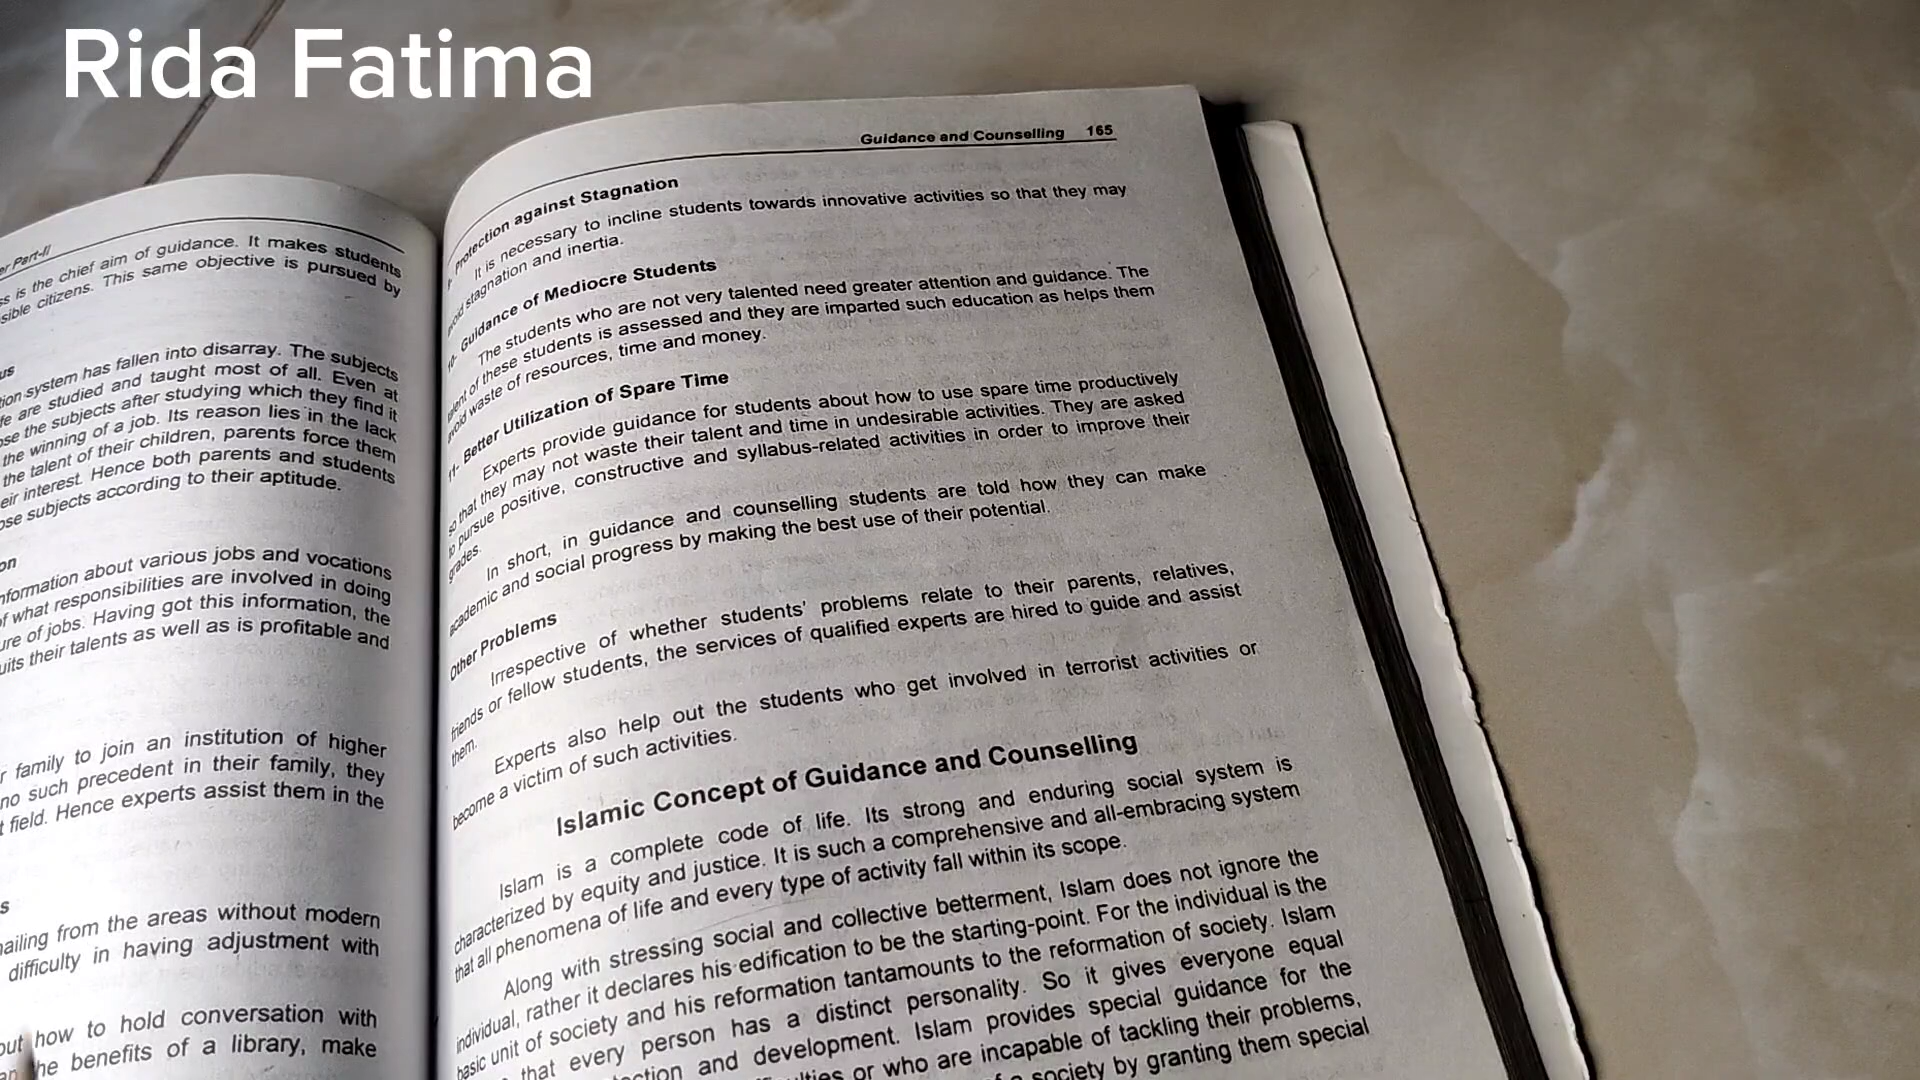 Rida Fatima
er Part-II
is the chief aim of guidance. It makes students
citizens. This same objective is pursued by
system has fallen into disarray. The subjects
are studied and taught most of all. Even at
the subjects after studying which they find it
the winning of a job. Its reason lies in the lack
the talent of their children, parents force them
interest. Hence both parents and students
subjects according to their aptitude.
information about various jobs and vocations
of what responsibilities are involved in doing
of jobs. Having got this information, the
their talents as well as is profitable and
family to join an institution of higher
no such precedent in their family, they
field. Hence experts assist them in the
hailing from the areas without modern
difficulty in having adjustment with
how to hold conversation with
the benefits of a library, make
Guidance and Counselling 165
Protection against Stagnation
It is necessary to incline students towards innovative activities so that they may
avoid stagnation and inertia.
10- Guidance of Mediocre Students
The students who are not very talented need greater attention and guidance. The
talent of these students is assessed and they are imparted such education as helps them
avoid waste of resources, time and money.
11- Better Utilization of Spare Time
Experts provide guidance for students about how to use spare time productively
so that they may not waste their talent and time in undesirable activities. They are asked
to pursue positive, constructive and syllabus-related activities in order to improve their
grades.
In short, in guidance and counselling students are told how they can make
academic and social progress by making the best use of their potential.
Other Problems
Irrespective of whether students' problems relate to their parents, relatives,
friends or fellow students, the services of qualified experts are hired to guide and assist
them.
Experts also help out the students who get involved in terrorist activities or
become a victim of such activities.
Islamic Concept of Guidance and Counselling
Islam is a complete code of life. Its strong and enduring social system is
characterized by equity and justice. It is such a comprehensive and all-embracing system
that all phenomena of life and every type of activity fall within its scope.
Along with stressing social and collective betterment, Islam does not ignore the
individual, rather it declares his edification to be the starting-point. For the individual is the
basic unit of society and his reformation tantamounts to the reformation of society. Islam
that every person has a distinct personality. So it gives everyone equal
and development. Islam provides special guidance for the
or who are incapable of tackling their problems,
society by granting them special